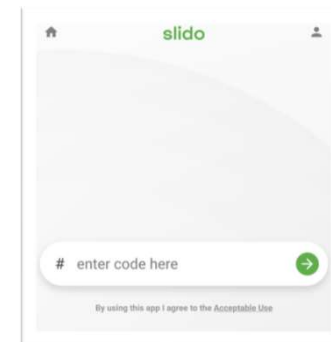 slido
# enter code here
By using this app I agree to the Acceptable Use